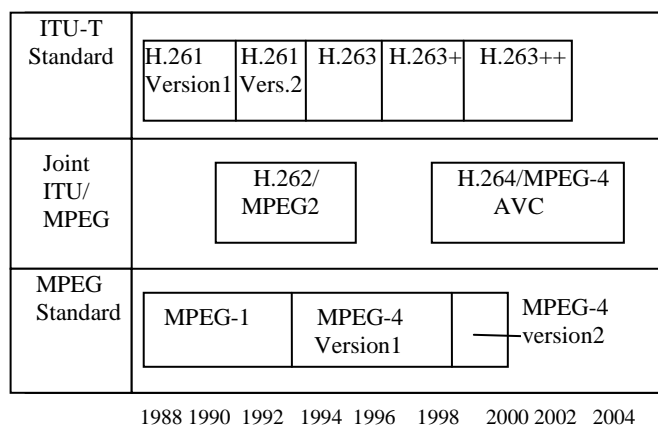 ITU-T
Standard
H.261
Version1
H.261
Vers.2
H.263
H.263+
H.263++
Joint
ITU/
MPEG
H.262/
MPEG2
H.264/MPEG-4
AVC
MPEG
Standard
MPEG-1
MPEG-4
Version1
MPEG-4
version2
1988 1990 1992 1994 1996 1998 2000 2002 2004